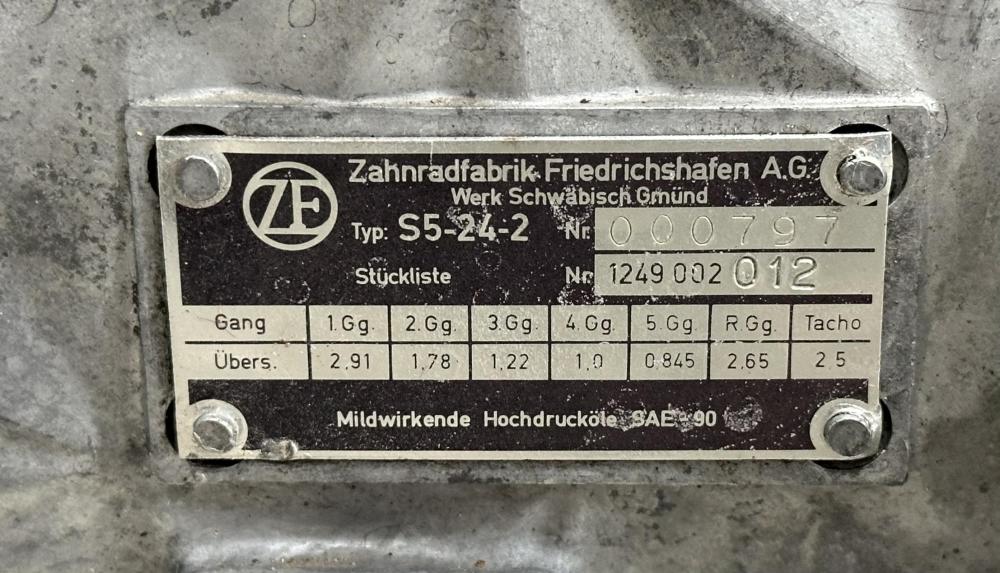 ZF
Zahnradfabrik Friedrichshafen A.G.
Werk Schwäbisch Gmünd
Typ: S5-24-2 Nr. 000797
Stückliste Nr. 1249 002 012
Gang 1.Gg. 2.Gg. 3.Gg. 4.Gg. 5.Gg. R.Gg. Tacho
Übers. 2,91 1,78 1,22 1,0 0,845 2,65 2,5
Mildwirkende Hochdrucköle SAE 90